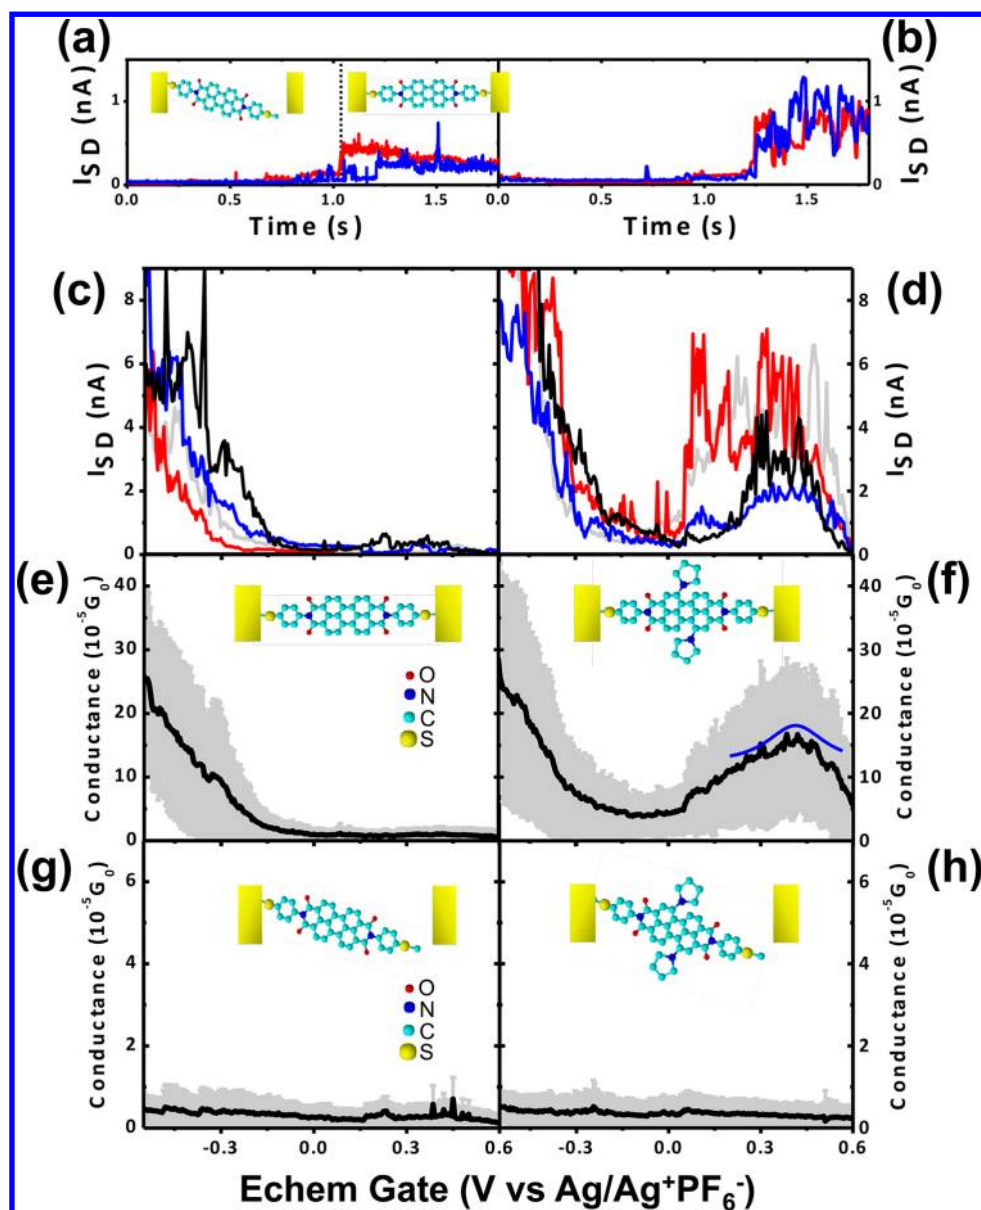 (a)
(b)
I S D (nA)
1
0
0.0 0.5 1.0 1.5
Time (s)
0.0 0.5 1.0 1.5
Time (s)
1
0
I S D (nA)
(c)
(d)
I S D (nA)
8
6
4
2
0
8
6
4
2
0
I S D (nA)
(e)
(f)
Conductance (10-5G0)
40
30
20
10
0
O
N
C
S
40
30
20
10
0
Conductance (10-5G0)
(g)
(h)
Conductance (10-5G0)
6
4
2
0
O
N
C
S
6
4
2
0
Conductance (10-5G0)
-0.3 0.0 0.3 0.6
-0.3 0.0 0.3 0.6
Echem Gate (V vs Ag/Ag+PF6-)